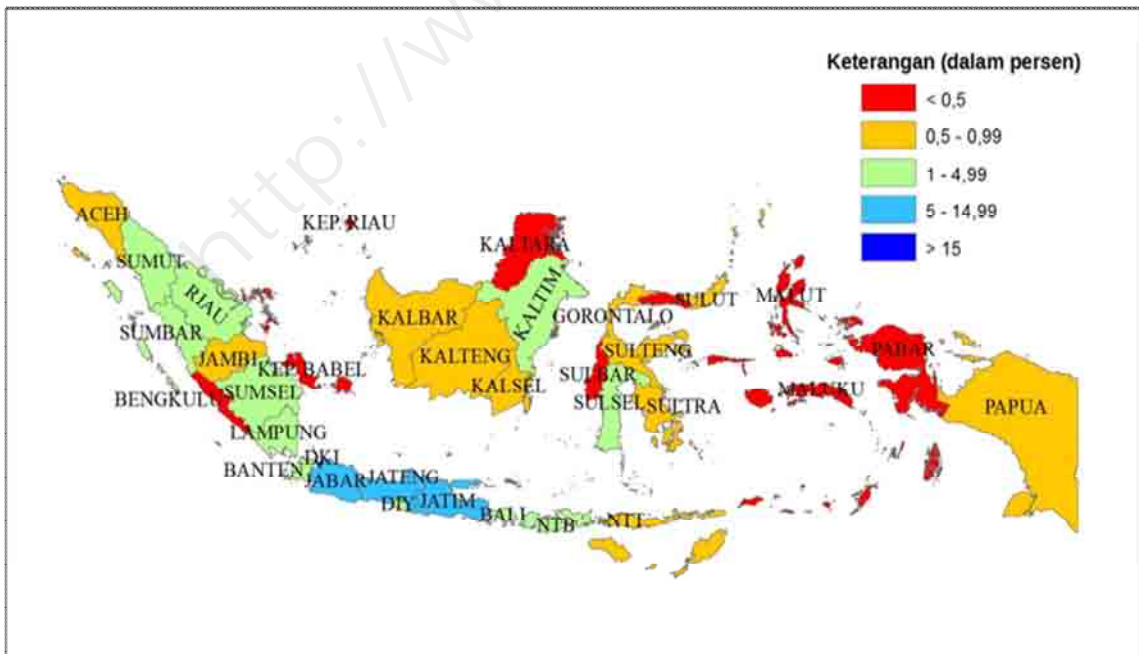 http://w
Keterangan (dalam persen)
< 0,5
0,5 - 0,99
1 - 4,99
5 - 14,99
> 15
ACEH
SUMUT
RIAU
KEP. RIAU
SUMBAR
JAMBI
KEP. BABEL
BENGKULU
SUMSEL
LAMPUNG
BANTEN
DKI
JABAR
JATENG
DIY
JATIM
BALI
NTB
NTT
KALTARA
KALTIM
KALBAR
KALTENG
KALSEL
GORONTALO
SULUT
SULTENG
SULBAR
SULSEL
SULTRA
MALUT
MALUKU
PABAR
PAPUA